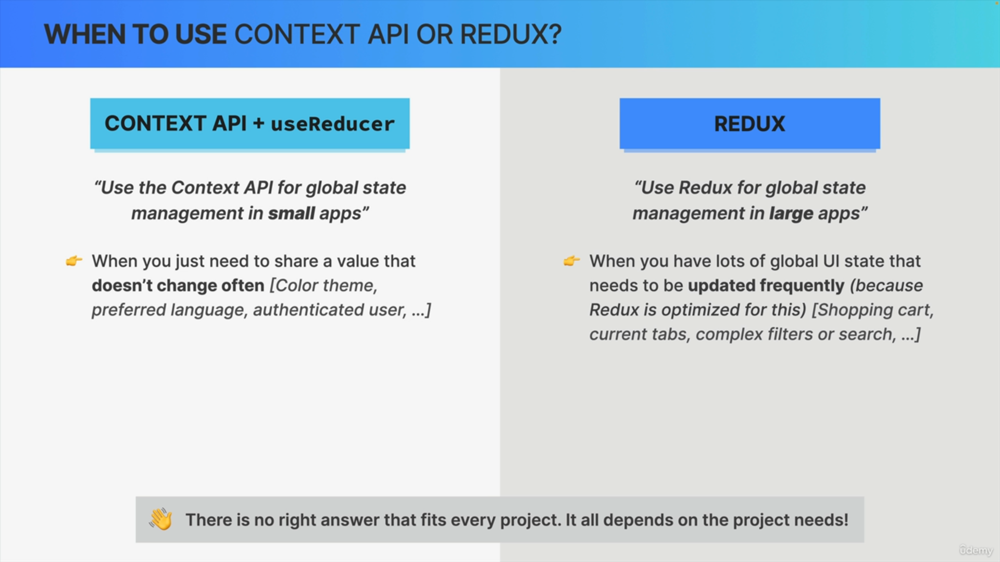 WHEN TO USE CONTEXT API OR REDUX?
CONTEXT API + useReducer
“Use the Context API for global state
management in small apps”
👉 When you just need to share a value that
doesn’t change often [Color theme,
preferred language, authenticated user, …]
REDUX
“Use Redux for global state
management in large apps”
👉 When you have lots of global UI state that
needs to be updated frequently (because
Redux is optimized for this) [Shopping cart,
current tabs, complex filters or search, …]
👋 There is no right answer that fits every project. It all depends on the project needs!
ûdemy